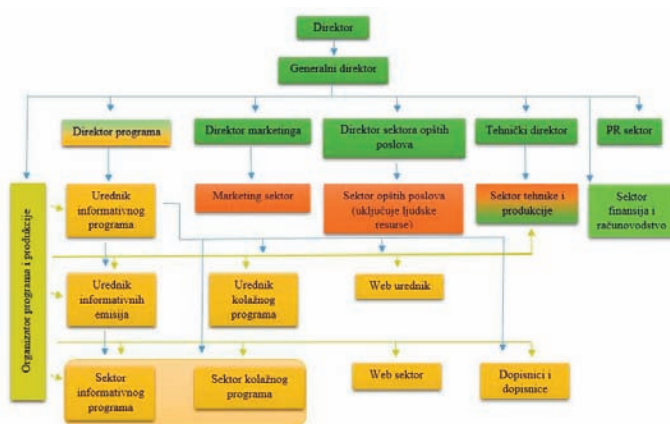 Direktor
Generalni direktor
Direktor programa
Direktor marketinga
Direktor sektora opštih
poslova
Tehnički direktor
PR sektor
Organizator programa i produkcije
Urednik
informativnog
programa
Marketing sektor
Sektor opštih poslova
(uključuje ljudske
resurse)
Sektor tehnike i
produkcije
Sektor
finansija i
računovodstvo
Urednik
informativnih
emisija
Urednik
kolažnog
programa
Web urednik
Sektor
informativnog
programa
Sektor kolažnog
programa
Web sektor
Dopisnici i
dopisnice